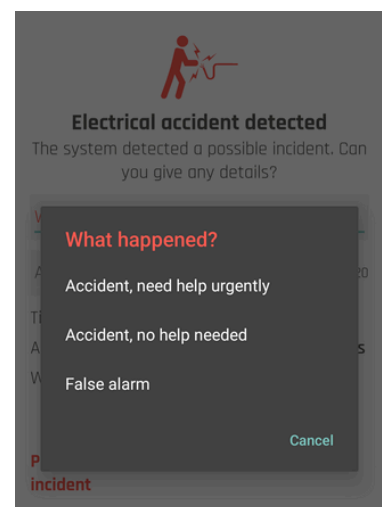 Electrical accident detected
The system detected a possible incident. Can
you give any details?
What happened?
Accident, need help urgently
Accident, no help needed
False alarm
Cancel
incident